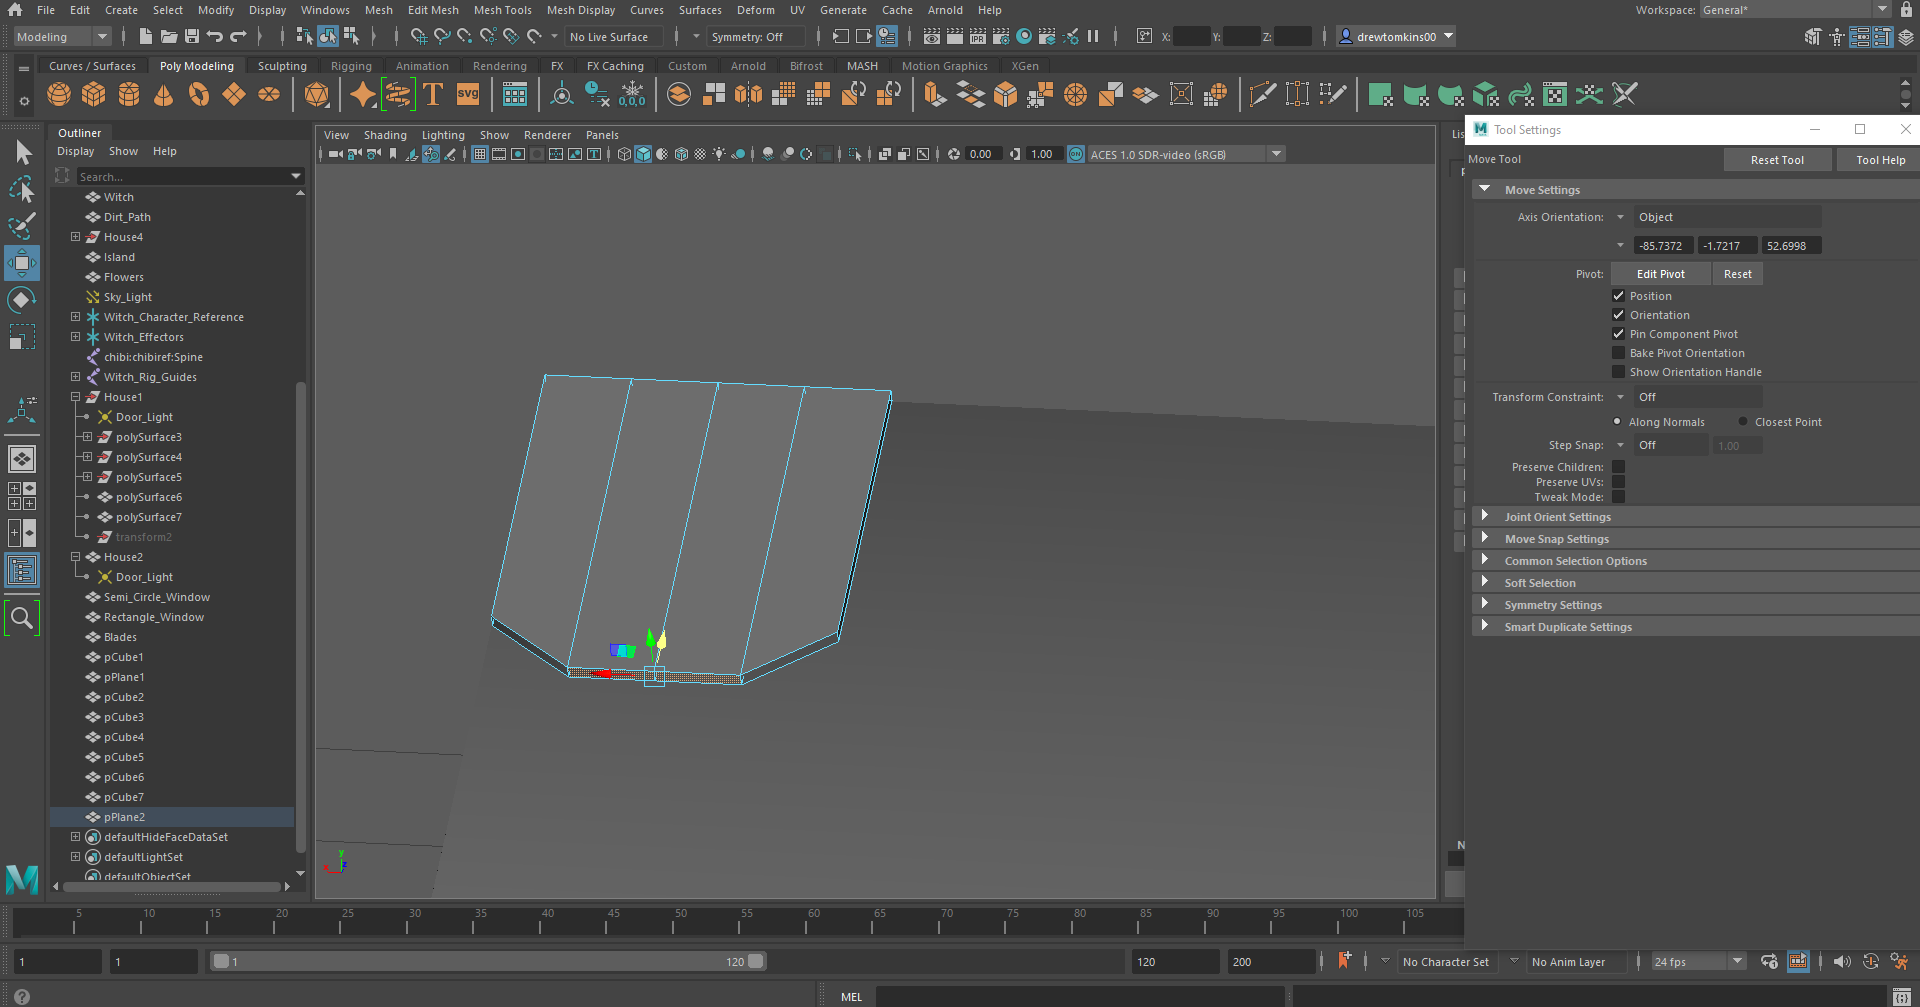 File Edit Create Select Modify Display Windows Mesh Edit Mesh Mesh Tools Mesh Display Curves Surfaces Deform UV Generate Cache Arnold Help Workspace: General*
Modeling No Live Surface Symmetry: Off X: Y: Z: drewtomkins00
Curves / Surfaces Poly Modeling Sculpting Rigging Animation Rendering FX FX Caching Custom Arnold Bifrost MASH Motion Graphics XGen
T svg 0,0,0
Outliner
Display Show Help
Search...
Witch
Dirt_Path
House4
Island
Flowers
Sky_Light
Witch_Character_Reference
Witch_Effectors
chibi:chibiref:Spine
Witch_Rig_Guides
House1
Door_Light
polySurface3
polySurface4
polySurface5
polySurface6
polySurface7
transform2
House2
Door_Light
Semi_Circle_Window
Rectangle_Window
Blades
pCube1
pPlane1
pCube2
pCube3
pCube4
pCube5
pCube6
pCube7
pPlane2
defaultHideFaceDataSet
defaultLightSet
defaultObjectSet
View Shading Lighting Show Renderer Panels
0.00 1.00 ACES 1.0 SDR-video (sRGB)
y
x
z
Lis
N
Tool Settings
Move Tool Reset Tool Tool Help
Move Settings
Axis Orientation: Object
-85.7372 -1.7217 52.6998
Pivot: Edit Pivot Reset
Position
Orientation
Pin Component Pivot
Bake Pivot Orientation
Show Orientation Handle
Transform Constraint: Off
Along Normals Closest Point
Step Snap: Off 1.00
Preserve Children:
Preserve UVs:
Tweak Mode:
Joint Orient Settings
Move Snap Settings
Common Selection Options
Soft Selection
Symmetry Settings
Smart Duplicate Settings
5 10 15 20 25 30 35 40 45 50 55 60 65 70 75 80 85 90 95 100 105
1 1 1 120 120 200 No Character Set No Anim Layer 24 fps
MEL